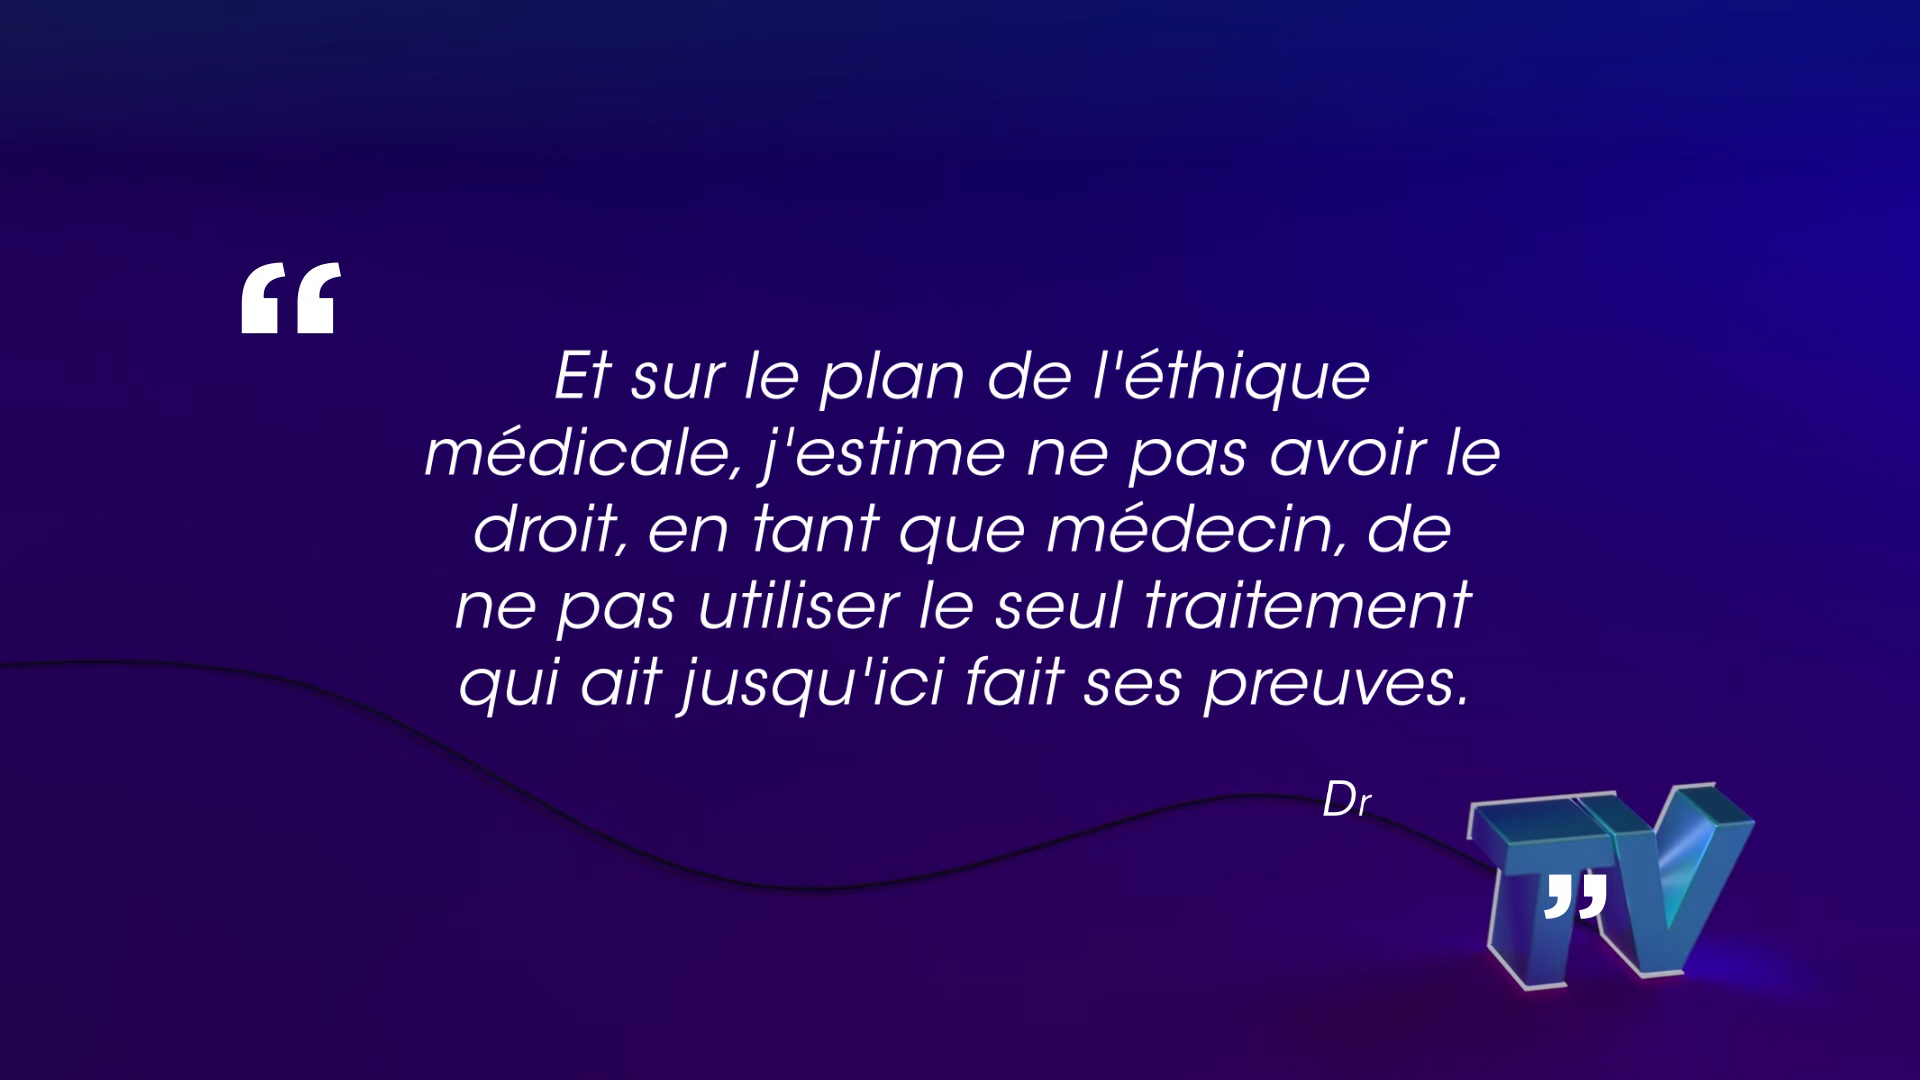 “
Et sur le plan de l'éthique
médicale, j'estime ne pas avoir le
droit, en tant que médecin, de
ne pas utiliser le seul traitement
qui ait jusqu'ici fait ses preuves.
Dr
TV
”